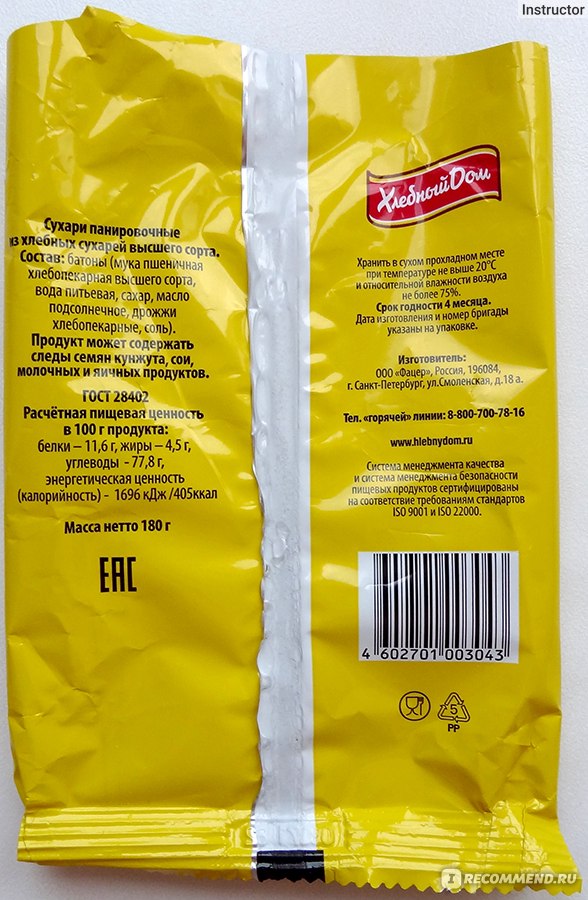 Instructor
Сухари панировочные
из хлебных сухарей высшего сорта.
Состав: батоны (мука пшеничная
хлебопекарная высшего сорта,
вода питьевая, сахар, масло
подсолнечное, дрожжи
хлебопекарные, соль).
Продукт может содержать
следы семян кунжута, сои,
молочных и яичных продуктов.
ГОСТ 28402
Расчётная пищевая ценность
в 100 г продукта:
белки – 11,6 г, жиры – 4,5 г,
углеводы - 77,8 г,
энергетическая ценность
(калорийность) - 1696 кДж /405ккал
Масса нетто 180 г
ЕАС
Хлебный Дом
Хранить в сухом прохладном месте
при температуре не выше 20°С
и относительной влажности воздуха
не более 75%.
Срок годности 4 месяца.
Дата изготовления и номер бригады
указаны на упаковке.
Изготовитель:
ООО «Фацер», Россия, 196084,
г. Санкт-Петербург, ул.Смоленская, д.18 а.
Тел. «горячей» линии: 8-800-700-78-16
www.hlebnydom.ru
Система менеджмента качества
и система менеджмента безопасности
пищевых продуктов сертифицированы
на соответствие требованиям стандартов
ISO 9001 и ISO 22000.
4 602701 003043
5
PP
IRECOMMEND.RU